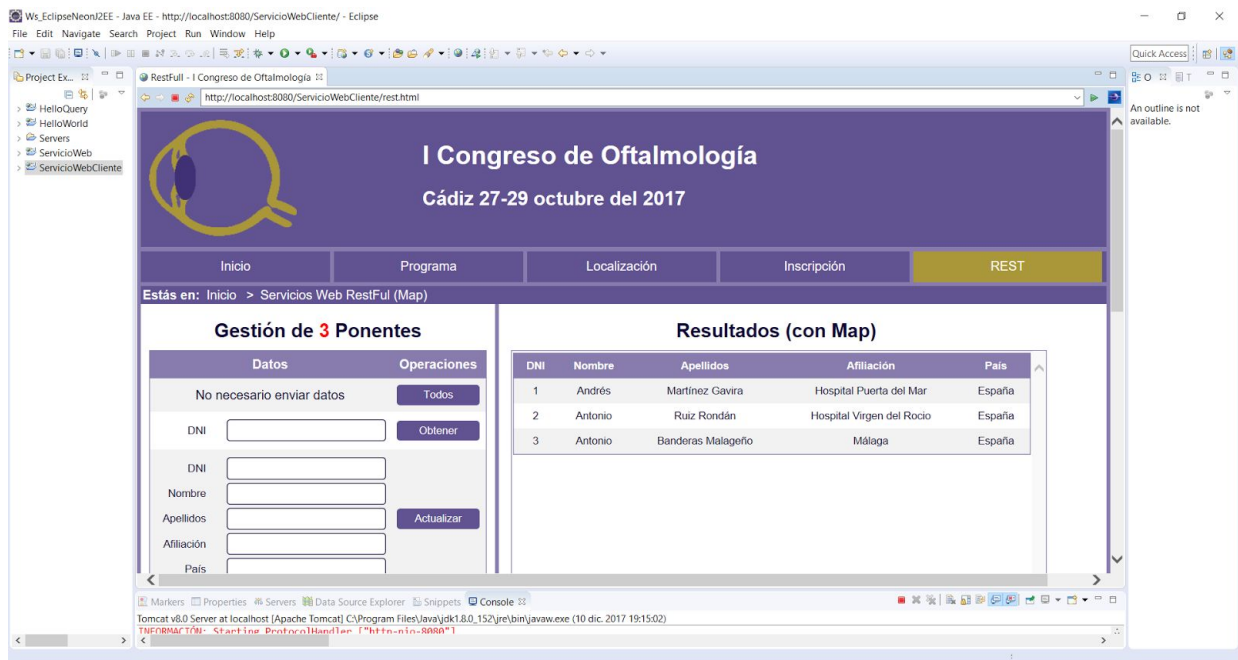 Ws_EclipseNeonJ2EE - Java EE - http://localhost:8080/ServicioWebCliente/ - Eclipse
File Edit Navigate Search Project Run Window Help
Quick Access
Project Ex...
HelloQuery
HelloWorld
Servers
ServicioWeb
ServicioWebCliente
RestFull - I Congreso de Oftalmología
http://localhost:8080/ServicioWebCliente/rest.html
I Congreso de Oftalmología
Cádiz 27-29 octubre del 2017
Inicio Programa Localización Inscripción REST
Estás en: Inicio > Servicios Web RestFul (Map)
Gestión de 3 Ponentes
Datos Operaciones
No necesario enviar datos Todos
DNI Obtener
DNI
Nombre
Apellidos Actualizar
Afiliación
País
Resultados (con Map)
DNI Nombre Apellidos Afiliación País
1 Andrés Martínez Gavira Hospital Puerta del Mar España
2 Antonio Ruiz Rondán Hospital Virgen del Rocio España
3 Antonio Banderas Malageño Málaga España
O T
An outline is not
available.
Markers Properties Servers Data Source Explorer Snippets Console
Tomcat v8.0 Server at localhost [Apache Tomcat] C:\Program Files\Java\jdk1.8.0_152\jre\bin\javaw.exe (10 dic. 2017 19:15:02)
INFORMACIÓN: Starting ProtocolHandler ["http-nio-8080"]